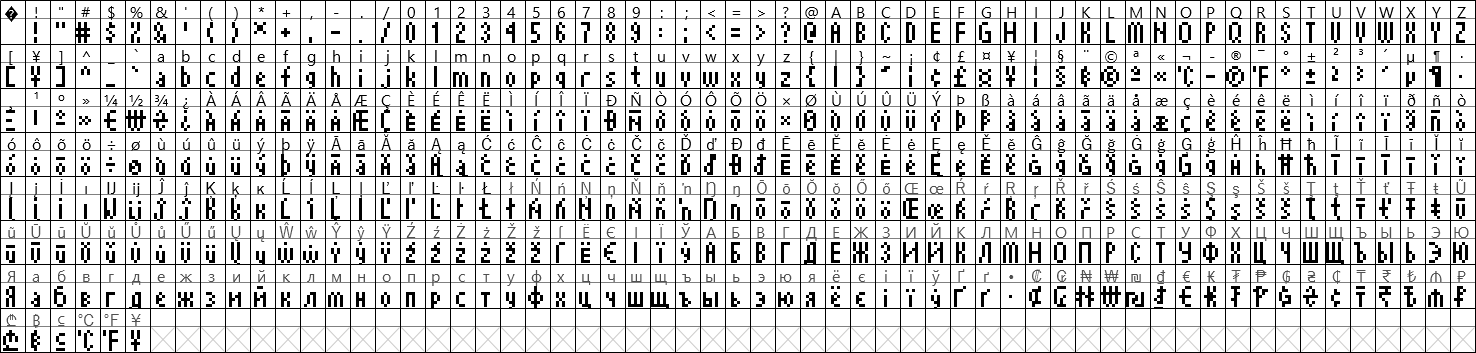 � ! " # $ % & ' ( ) * + , - . / 0 1 2 3 4 5 6 7 8 9 : ; < = > ? @ A B C D E F G H I J K L M N O P Q R S T U V W X Y Z
[ ¥ ] ^ _ ` a b c d e f g h i j k l m n o p q r s t u v w x y z { | } ~ ¡ ¢ £ ¤ ¥ ¦ § ¨ © ª « ¬ - ® ¯ ° ± ² ³ ´ µ ¶ ·
¸ ¹ º » ¼ ½ ¾ ¿ À Á Â Ã Ä Å Æ Ç È É Ê Ë Ì Í Î Ï Ð Ñ Ò Ó Ô Õ Ö × Ø Ù Ú Û Ü Ý Þ ß à á â ã ä å æ ç è é ê ë ì í î ï ð ñ ò
ó ô õ ö ÷ ø ù ú û ü ý þ ÿ Ā ā Ă ă Ą ą Ć ć Ĉ ĉ Ċ ċ Č č Ď ď Đ đ Ē ē Ĕ ĕ Ė ė Ę ę Ě ě Ĝ ĝ Ğ ğ Ġ ġ Ģ ģ Ĥ ĥ Ħ ħ Ĩ ĩ Ī ī Ĭ ĭ
Į į İ ı Ĳ ĳ Ĵ ĵ Ķ ķ ĸ Ĺ ĺ Ļ ļ Ľ ľ Ŀ ŀ Ł ł Ń ń Ņ ņ Ň ň ŉ Ŋ ŋ Ō ō Ŏ ŏ Ő ő Œ œ Ŕ ŕ Ŗ ŗ Ř ř Ś ś Ŝ ŝ Ş ş Š š Ţ ţ Ť ť Ŧ ŧ Ũ
ũ Ū ū Ŭ ŭ Ů ů Ű ű Ų ų Ŵ ŵ Ŷ ŷ Ÿ Ź ź Ż ż Ž ž Ё Є І Ї Ў А Б В Г Д Е Ж З И Й К Л М Н О П Р С Т У Ф Х Ц Ч Ш Щ Ъ Ы Ь Э Ю
Я а б в г д е ж з и й к л м н о п р с т у ф х ц ч ш щ ъ ы ь э ю я ё є і ї ў Ґ ґ • ₡ ₦ ₩ ₪ ₫ € ₭ ₮ ₱ ₲ ₴ ₵ ₸ ₹ ₺ ₼ ₽
₾ ฿ ⊆ ℃ ℉ ¥